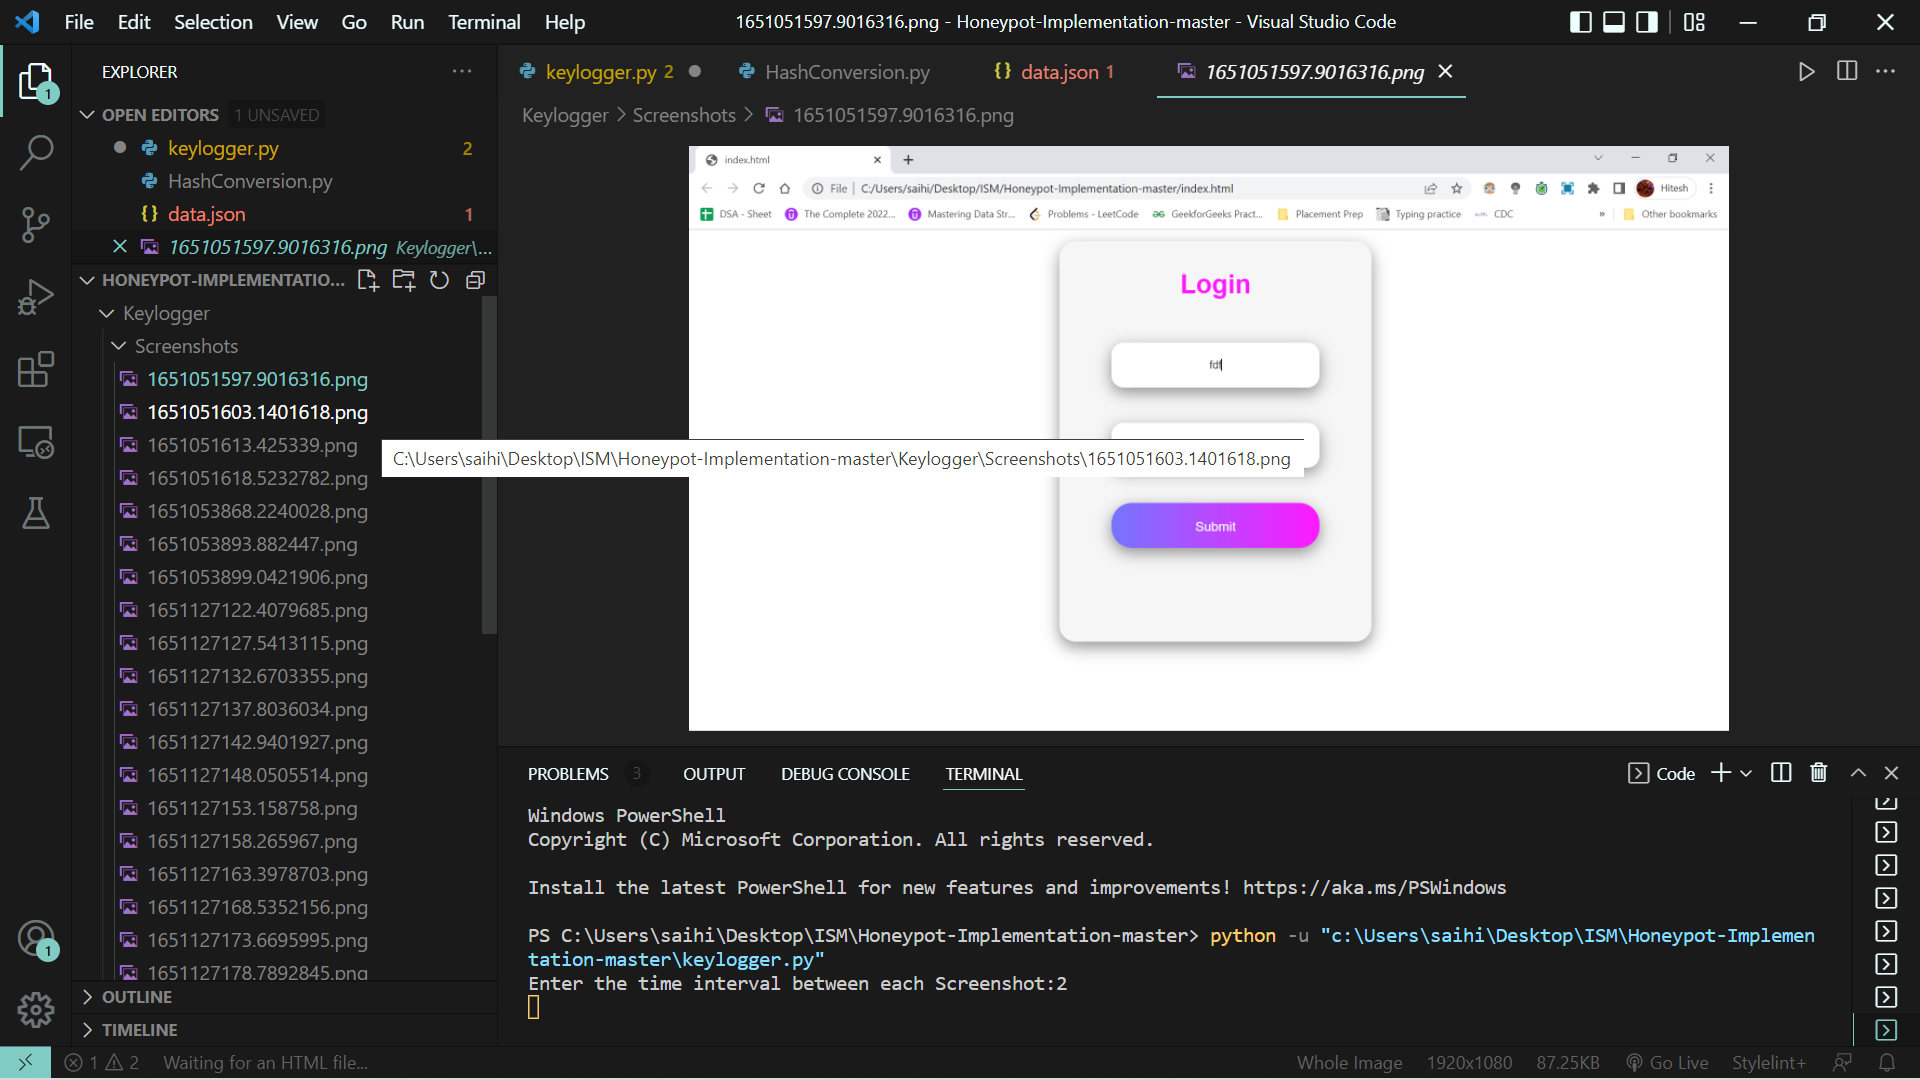 File Edit Selection View Go Run Terminal Help
1651051597.9016316.png - Honeypot-Implementation-master - Visual Studio Code
EXPLORER
OPEN EDITORS 1 UNSAVED
keylogger.py 2
HashConversion.py
data.json 1
1651051597.9016316.png Keylogger\...
HONEYPOT-IMPLEMENTATIO...
Keylogger
Screenshots
1651051597.9016316.png
1651051603.1401618.png
1651051613.425339.png
1651051618.5232782.png
1651053868.2240028.png
1651053893.882447.png
1651053899.0421906.png
1651127122.4079685.png
1651127127.5413115.png
1651127132.6703355.png
1651127137.8036034.png
1651127142.9401927.png
1651127148.0505514.png
1651127153.158758.png
1651127158.265967.png
1651127163.3978703.png
1651127168.5352156.png
1651127173.6695995.png
1651127178.7892845.png
OUTLINE
TIMELINE
1
1
keylogger.py 2 HashConversion.py data.json 1 1651051597.9016316.png
Keylogger > Screenshots > 1651051597.9016316.png
index.html
File C:/Users/saihi/Desktop/ISM/Honeypot-Implementation-master/index.html Hitesh
DSA - Sheet The Complete 2022... Mastering Data Str... Problems - LeetCode GeeksforGeeks Pract... Placement Prep Typing practice CDC » Other bookmarks
Login
fdf
C:\Users\saihi\Desktop\ISM\Honeypot-Implementation-master\Keylogger\Screenshots\1651051603.1401618.png
Submit
PROBLEMS 3 OUTPUT DEBUG CONSOLE TERMINAL Code
Windows PowerShell
Copyright (C) Microsoft Corporation. All rights reserved.
Install the latest PowerShell for new features and improvements! https://aka.ms/PSWindows
PS C:\Users\saihi\Desktop\ISM\Honeypot-Implementation-master> python -u "c:\Users\saihi\Desktop\ISM\Honeypot-Implemen
tation-master\keylogger.py"
Enter the time interval between each Screenshot:2
1 2 Waiting for an HTML file... Whole Image 1920x1080 87.25KB Go Live Stylelint+